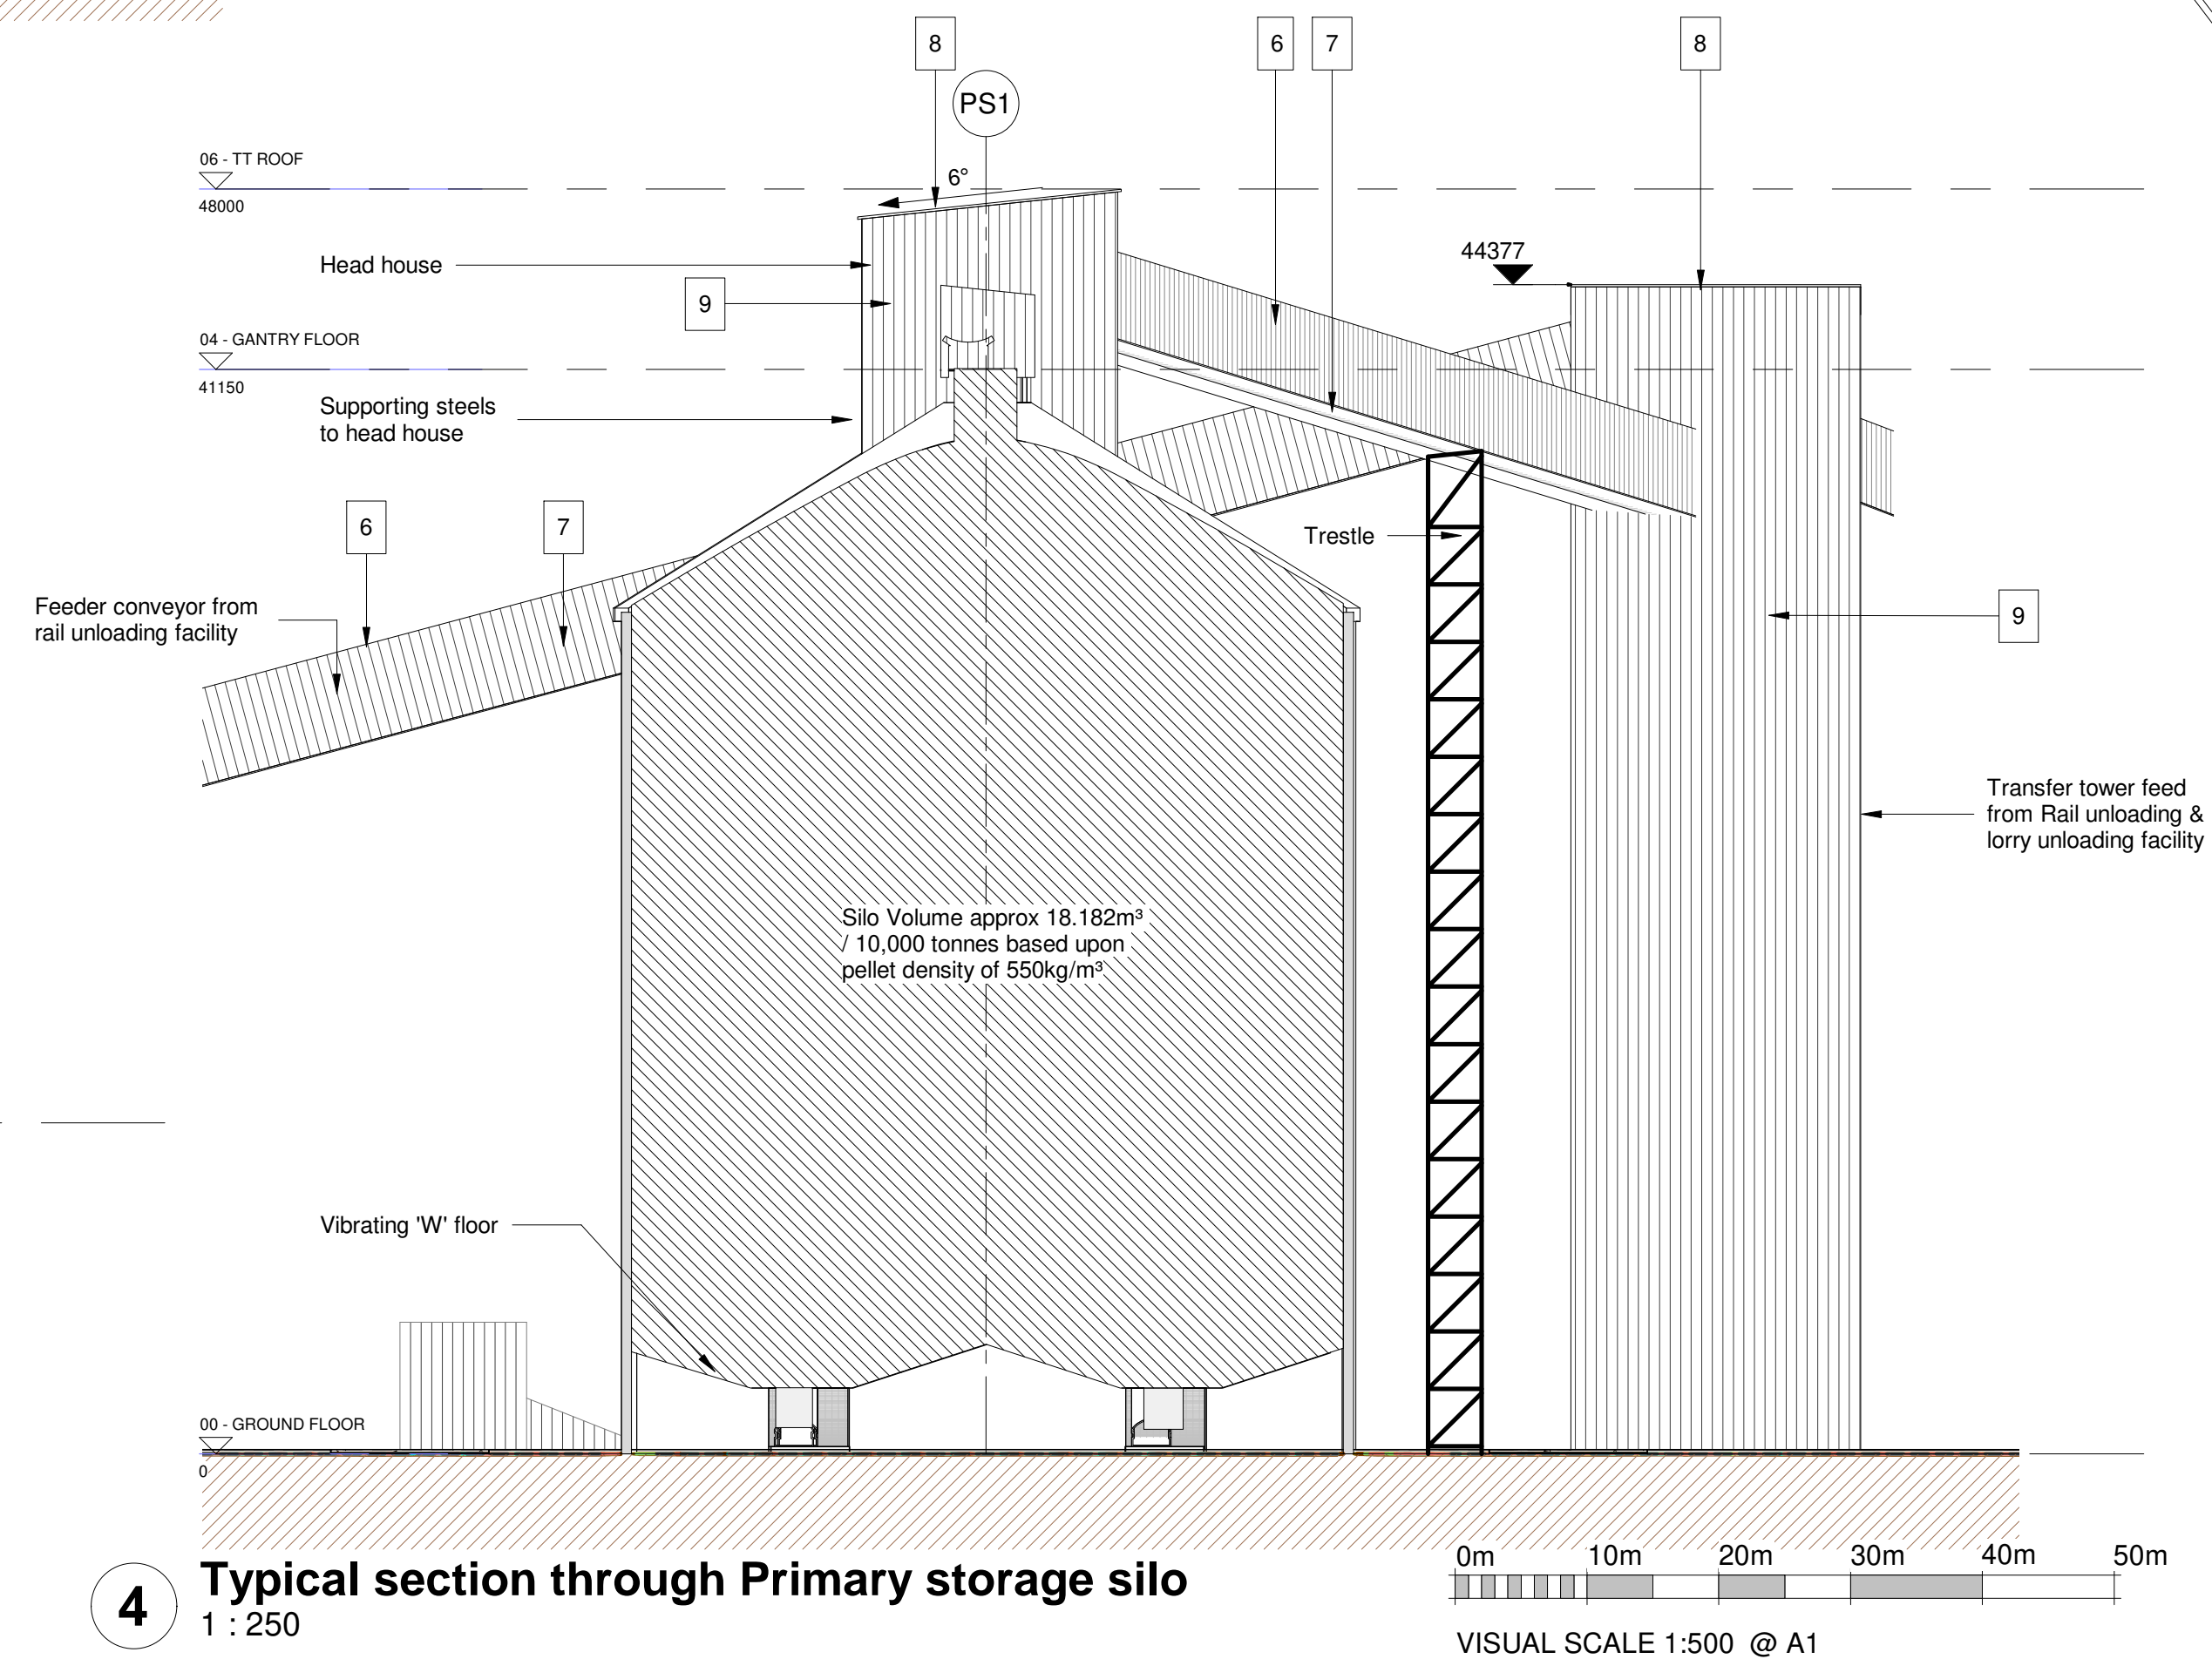 8
6
7
8
PS1
06 - TT ROOF
6°
48000
44377
Head house
9
04 - GANTRY FLOOR
41150
Supporting steels
to head house
6
7
Trestle
Feeder conveyor from
rail unloading facility
9
Transfer tower feed
from Rail unloading &
lorry unloading facility
Silo Volume approx 18.182m³
/ 10,000 tonnes based upon
pellet density of 550kg/m³
Vibrating 'W' floor
00 - GROUND FLOOR
0
4
Typical section through Primary storage silo
1 : 250
0m 10m 20m 30m 40m 50m
VISUAL SCALE 1:500 @ A1